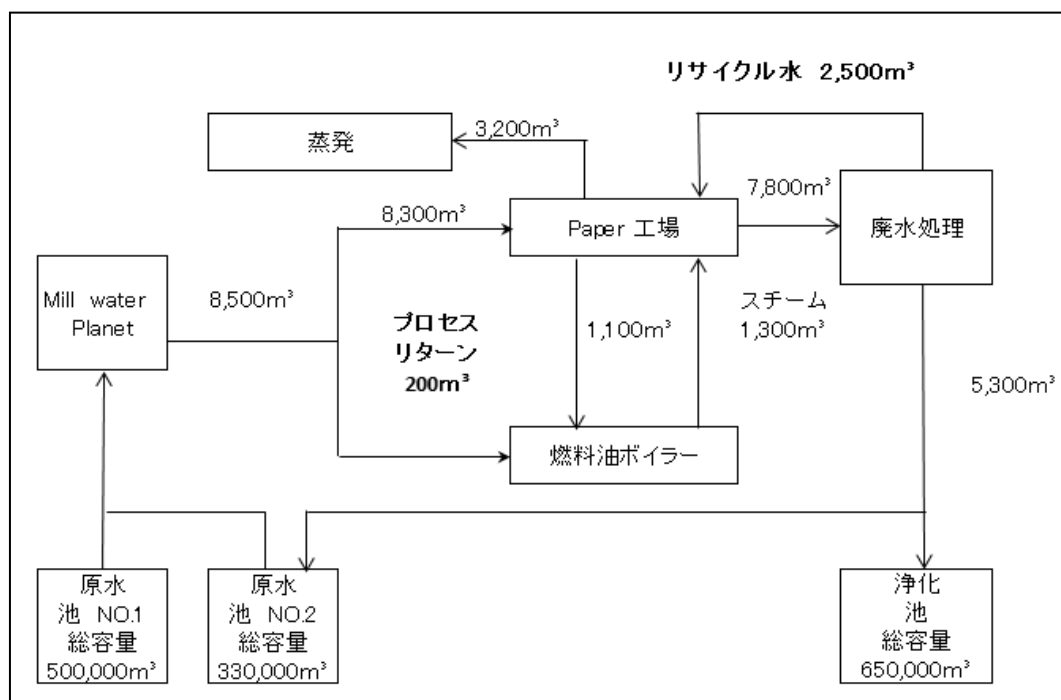 リサイクル水 2,500m³
蒸発
3,200m³
7,800m³
8,300m³
Paper 工場
廃水処理
Mill water
Planet
8,500m³
プロセス
リターン
200m³
1,100m³
スチーム
1,300m³
5,300m³
燃料油ボイラー
原水
池 NO.1
総容量
500,000m³
原水
池 NO.2
総容量
330,000m³
浄化
池
総容量
650,000m³